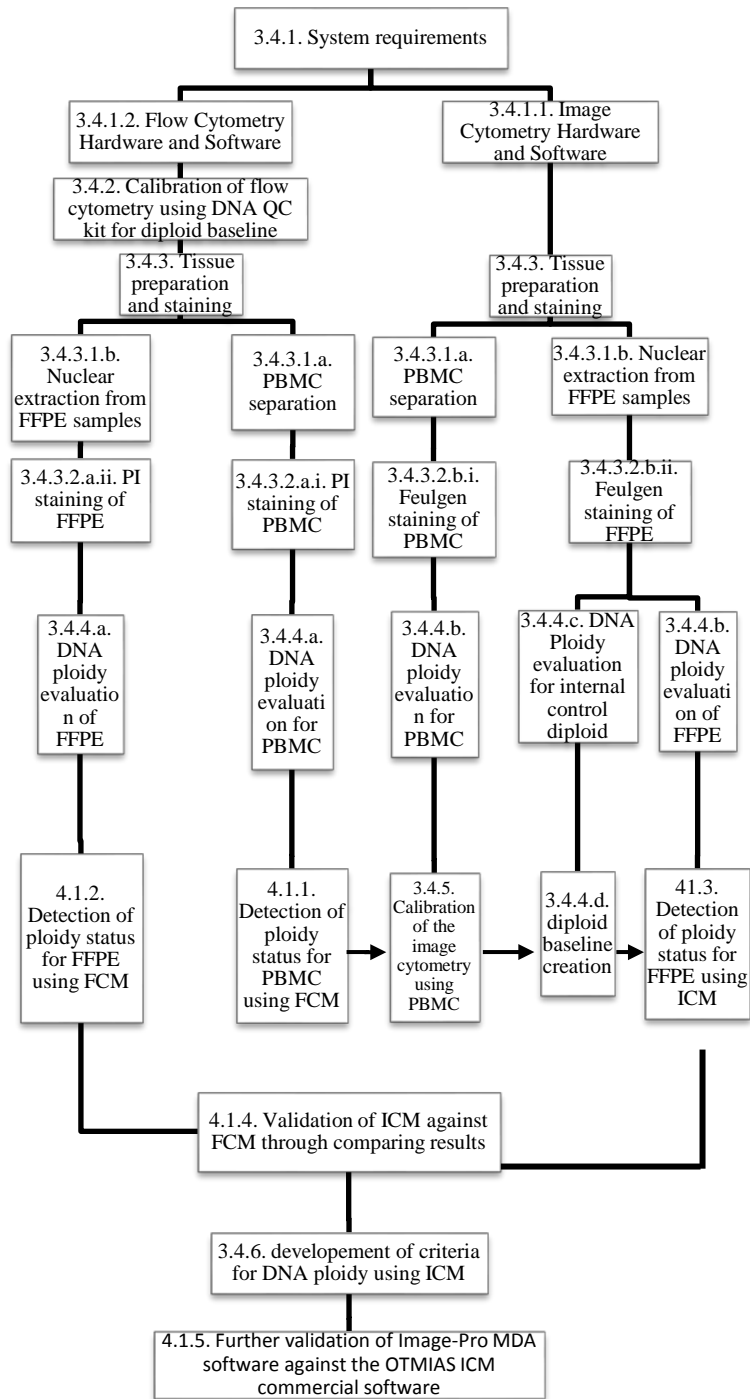 3.4.1. System requirements
3.4.1.2. Flow Cytometry
Hardware and Software
3.4.1.1. Image
Cytometry Hardware
and Software
3.4.2. Calibration of flow
cytometry using DNA QC
kit for diploid baseline
3.4.3. Tissue
preparation
and staining
3.4.3. Tissue
preparation
and staining
3.4.3.1.b.
Nuclear
extraction from
FFPE samples
3.4.3.1.a.
PBMC
separation
3.4.3.1.a.
PBMC
separation
3.4.3.1.b. Nuclear
extraction from
FFPE samples
3.4.3.2.a.ii. PI
staining of
FFPE
3.4.3.2.a.i. PI
staining of
PBMC
3.4.3.2.b.i.
Feulgen
staining of
PBMC
3.4.3.2.b.ii.
Feulgen
staining of
FFPE
3.4.4.a.
DNA
ploidy
evaluatio
n of
FFPE
3.4.4.a.
DNA
ploidy
evaluati
on for
PBMC
3.4.4.b.
DNA
ploidy
evaluatio
n for
PBMC
3.4.4.c. DNA
Ploidy
evaluation
for internal
control
diploid
3.4.4.b.
DNA
ploidy
evaluati
on of
FFPE
4.1.2.
Detection of
ploidy status
for FFPE
using FCM
4.1.1.
Detection of
ploidy
status for
PBMC
using FCM
3.4.5.
Calibration
of the
image
cytometry
using
PBMC
3.4.4.d.
diploid
baseline
creation
41.3.
Detection
of ploidy
status for
FFPE using
ICM
4.1.4. Validation of ICM against
FCM through comparing results
3.4.6. developement of criteria
for DNA ploidy using ICM
4.1.5. Further validation of Image-Pro MDA
software against the OTMIAS ICM
commercial software